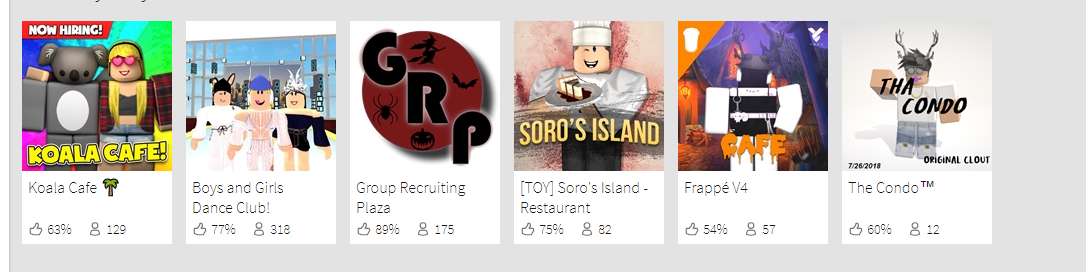 NOW HIRING!
KOALA CAFE!
Koala Cafe 🌴
63% 129
Boys and Girls
Dance Club!
77% 318
GRP
Group Recruiting
Plaza
89% 175
SORO'S ISLAND
[TOY] Soro's Island -
Restaurant
75% 82
CAFE
Frappé V4
54% 57
THA
CONDO
7/26/2018
ORIGINAL CLOUT
The Condo™
60% 12